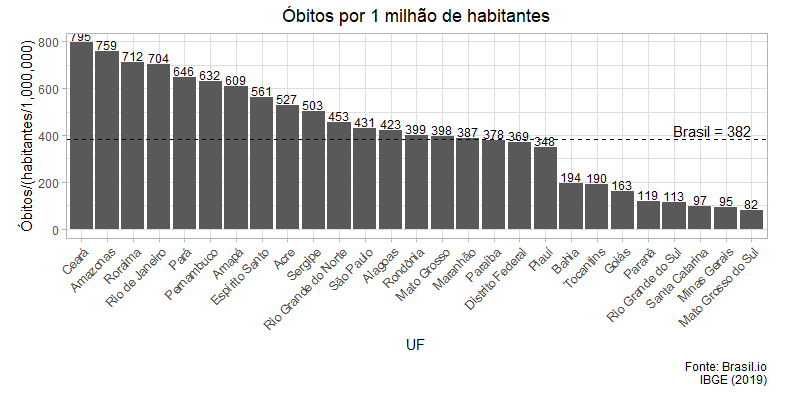 Óbitos por 1 milhão de habitantes
Óbitos/(habitantes/1,000,000)
800
600
400
200
0
795
759
712
704
646
632
609
561
527
503
453
431
423
399
398
387
378
369
348
194
190
163
119
113
97
95
82
Brasil = 382
Ceará
Amazonas
Roraima
Rio de Janeiro
Pará
Pernambuco
Amapá
Espírito Santo
Acre
Sergipe
Rio Grande do Norte
São Paulo
Alagoas
Rondônia
Mato Grosso
Maranhão
Paraíba
Distrito Federal
Piauí
Bahia
Tocantins
Goiás
Paraná
Rio Grande do Sul
Santa Catarina
Minas Gerais
Mato Grosso do Sul
UF
Fonte: Brasil.io
IBGE (2019)